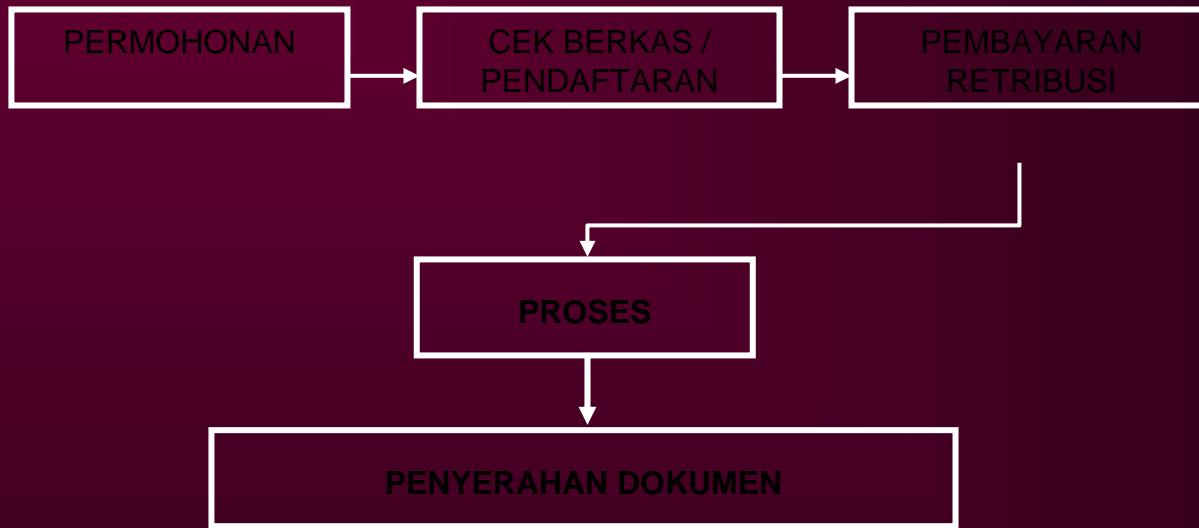 PERMOHONAN
CEK BERKAS /
PENDAFTARAN
PEMBAYARAN
RETRIBUSI
PROSES
PENYERAHAN DOKUMEN